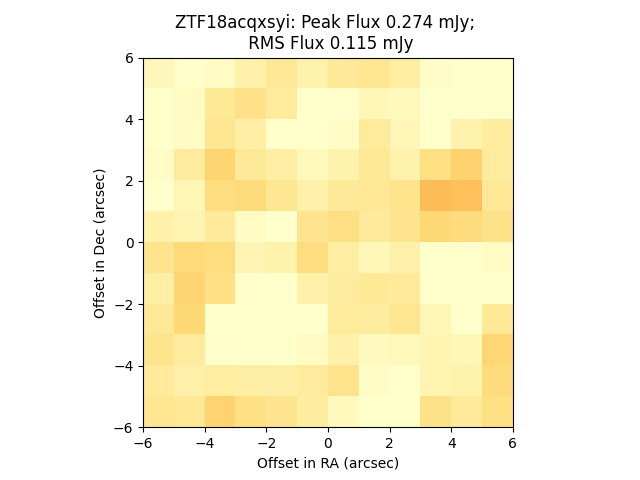 ZTF18acqxsyi: Peak Flux 0.274 mJy;
RMS Flux 0.115 mJy
6
4
2
0
−2
−4
−6
Offset in Dec (arcsec)
−6 −4 −2 0 2 4 6
Offset in RA (arcsec)